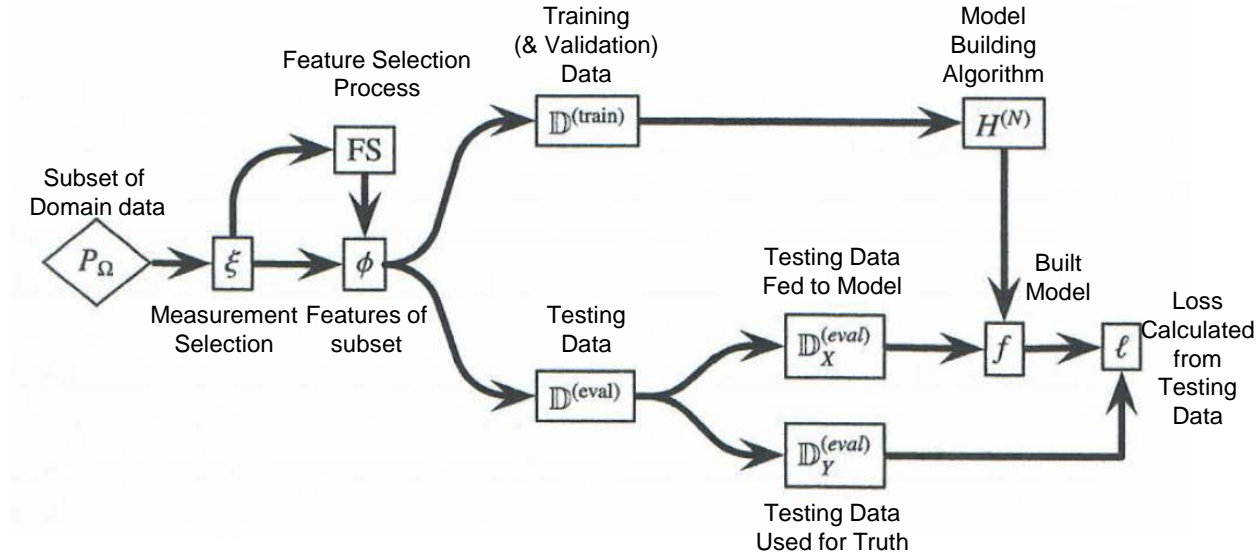 Training
(& Validation)
Data
Model
Building
Algorithm
Feature Selection
Process
𝔻^(train)
H^(N)
FS
Subset of
Domain data
P_Ω
ξ
ϕ
Measurement
Selection
Features of
subset
Testing
Data
𝔻^(eval)
Testing Data
Fed to Model
𝔻_X^(eval)
Built
Model
f
ℓ
Loss
Calculated
from
Testing
Data
𝔻_Y^(eval)
Testing Data
Used for Truth